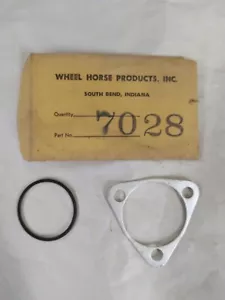 WHEEL HORSE PRODUCTS, INC.
SOUTH BEND, INDIANA
Quantity
Part No. 7028